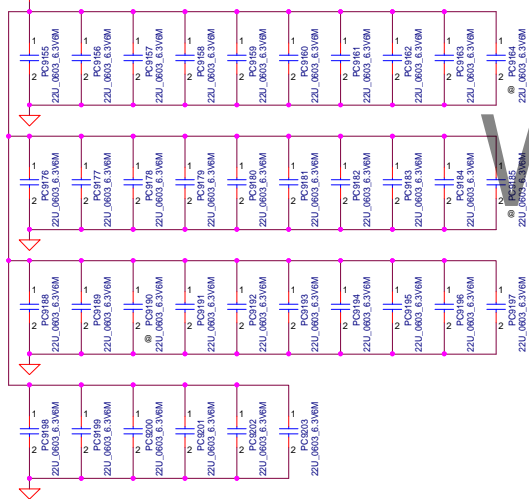 1
2
PC9155
22U_0603_6.3V6M
1
2
PC9156
22U_0603_6.3V6M
1
2
PC9157
22U_0603_6.3V6M
1
2
PC9158
22U_0603_6.3V6M
1
2
PC9159
22U_0603_6.3V6M
1
2
PC9160
22U_0603_6.3V6M
1
2
PC9161
22U_0603_6.3V6M
1
2
PC9162
22U_0603_6.3V6M
1
2
PC9163
22U_0603_6.3V6M
1
2
@ PC9164
22U_0603_6.3V6M
1
2
PC9176
22U_0603_6.3V6M
1
2
PC9177
22U_0603_6.3V6M
1
2
PC9178
22U_0603_6.3V6M
1
2
PC9179
22U_0603_6.3V6M
1
2
PC9180
22U_0603_6.3V6M
1
2
PC9181
22U_0603_6.3V6M
1
2
PC9182
22U_0603_6.3V6M
1
2
PC9183
22U_0603_6.3V6M
1
2
PC9184
22U_0603_6.3V6M
1
2
@ PC9185
22U_0603_6.3V6M
1
2
PC9188
22U_0603_6.3V6M
1
2
PC9189
22U_0603_6.3V6M
1
2
@ PC9190
22U_0603_6.3V6M
1
2
PC9191
22U_0603_6.3V6M
1
2
PC9192
22U_0603_6.3V6M
1
2
PC9193
22U_0603_6.3V6M
1
2
PC9194
22U_0603_6.3V6M
1
2
PC9195
22U_0603_6.3V6M
1
2
PC9196
22U_0603_6.3V6M
1
2
PC9197
22U_0603_6.3V6M
1
2
PC9198
22U_0603_6.3V6M
1
2
PC9199
22U_0603_6.3V6M
1
2
PC9200
22U_0603_6.3V6M
1
2
PC9201
22U_0603_6.3V6M
1
2
PC9202
22U_0603_6.3V6M
1
2
PC9203
22U_0603_6.3V6M